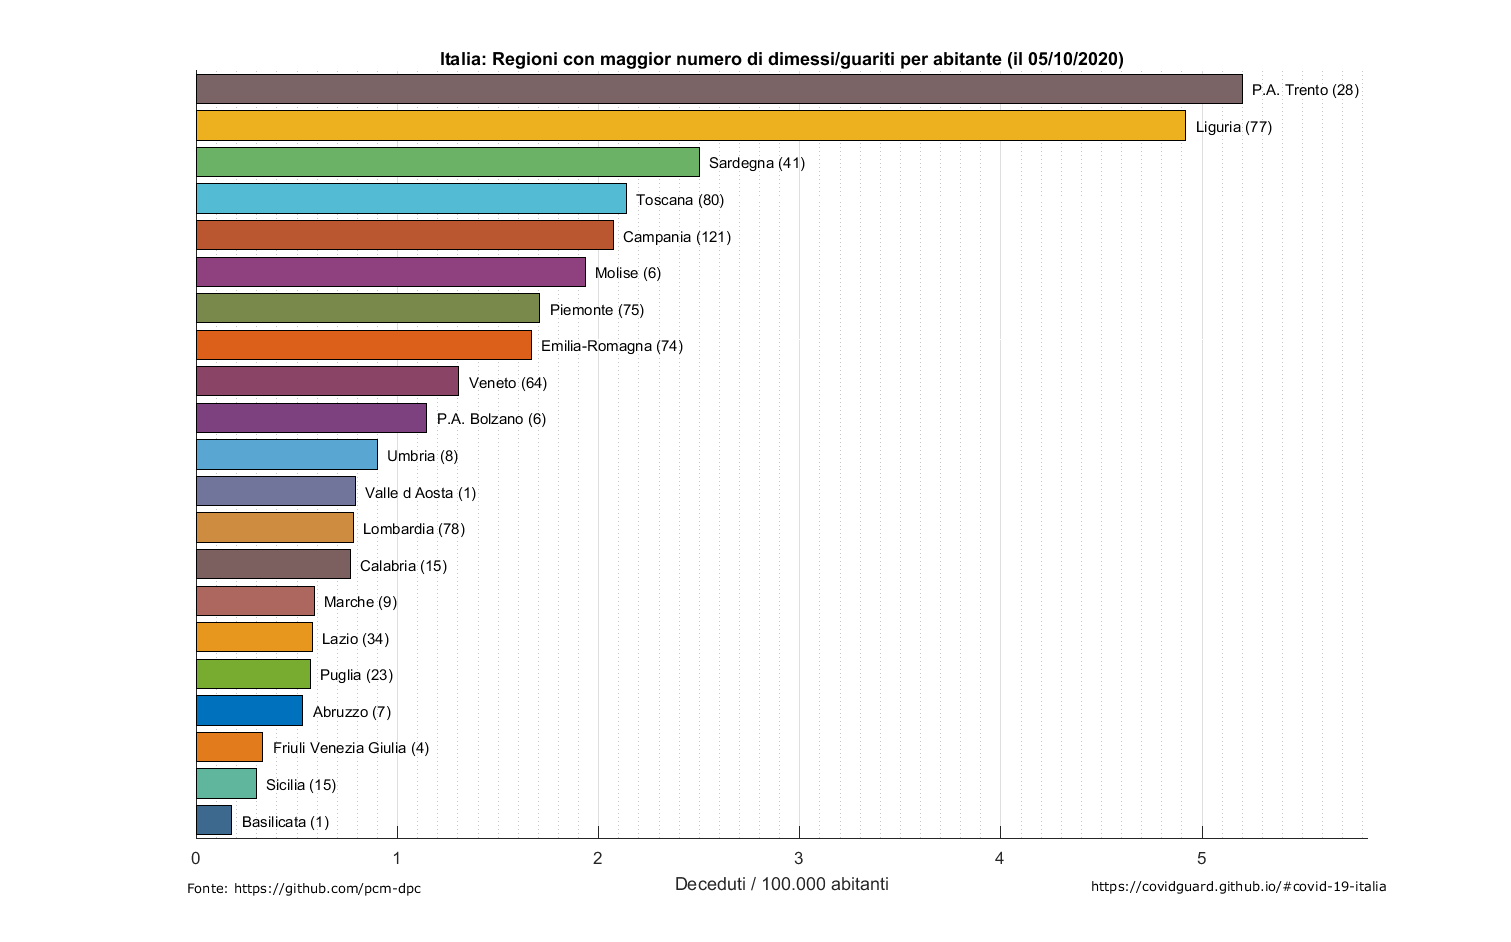 Italia: Regioni con maggior numero di dimessi/guariti per abitante (il 05/10/2020)
P.A. Trento (28)
Liguria (77)
Sardegna (41)
Toscana (80)
Campania (121)
Molise (6)
Piemonte (75)
Emilia-Romagna (74)
Veneto (64)
P.A. Bolzano (6)
Umbria (8)
Valle d Aosta (1)
Lombardia (78)
Calabria (15)
Marche (9)
Lazio (34)
Puglia (23)
Abruzzo (7)
Friuli Venezia Giulia (4)
Sicilia (15)
Basilicata (1)
0 1 2 3 4 5
Deceduti / 100.000 abitanti
Fonte: https://github.com/pcm-dpc
https://covidguard.github.io/#covid-19-italia